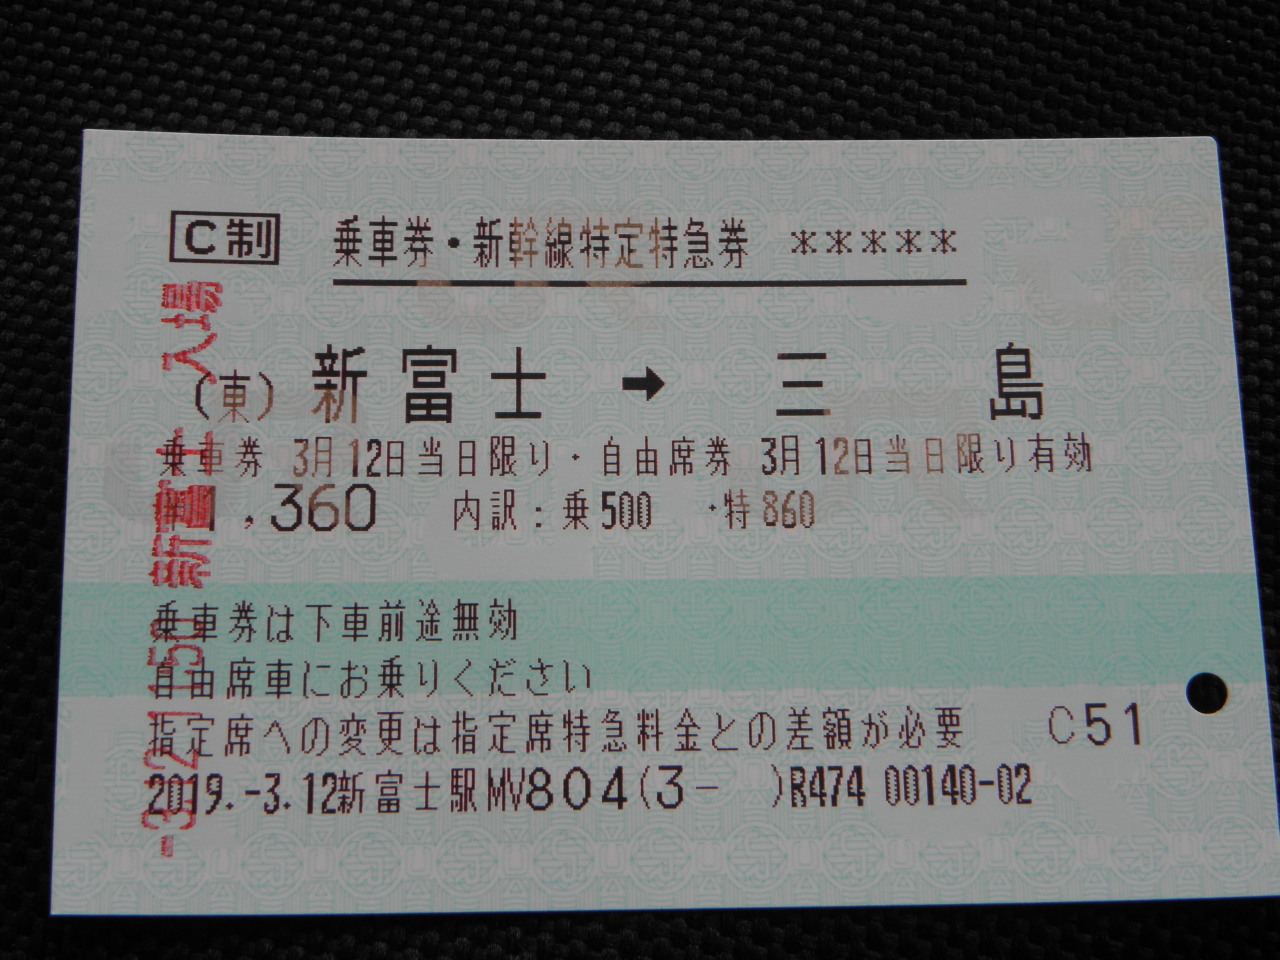 C制 乗車券・新幹線特定特急券 *****
(東) 新富士 → 三島
乗車券 3月12日当日限り・自由席券 3月12日当日限り有効
¥1,360 内訳:乗500 ・特860
乗車券は下車前途無効
自由席車にお乗りください
指定席への変更は指定席特急料金との差額が必要 C51
2019.-3.12新富士駅MV804(3- )R474 00140-02
新富士 入場